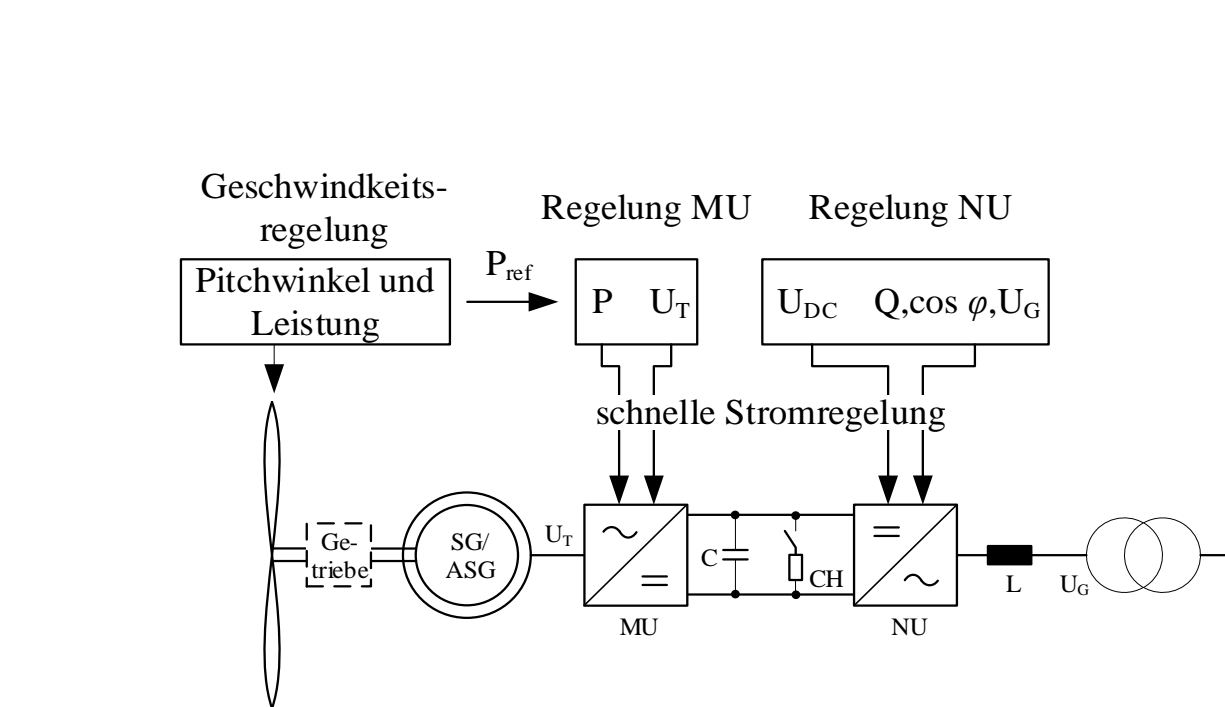 Geschwindkeits-
regelung
Regelung MU
Regelung NU
Pitchwinkel und
Leistung
Pref
P UT
UDC Q,cos φ,UG
schnelle Stromregelung
Ge-
triebe
SG/
ASG
UT
C
CH
L
UG
MU
NU